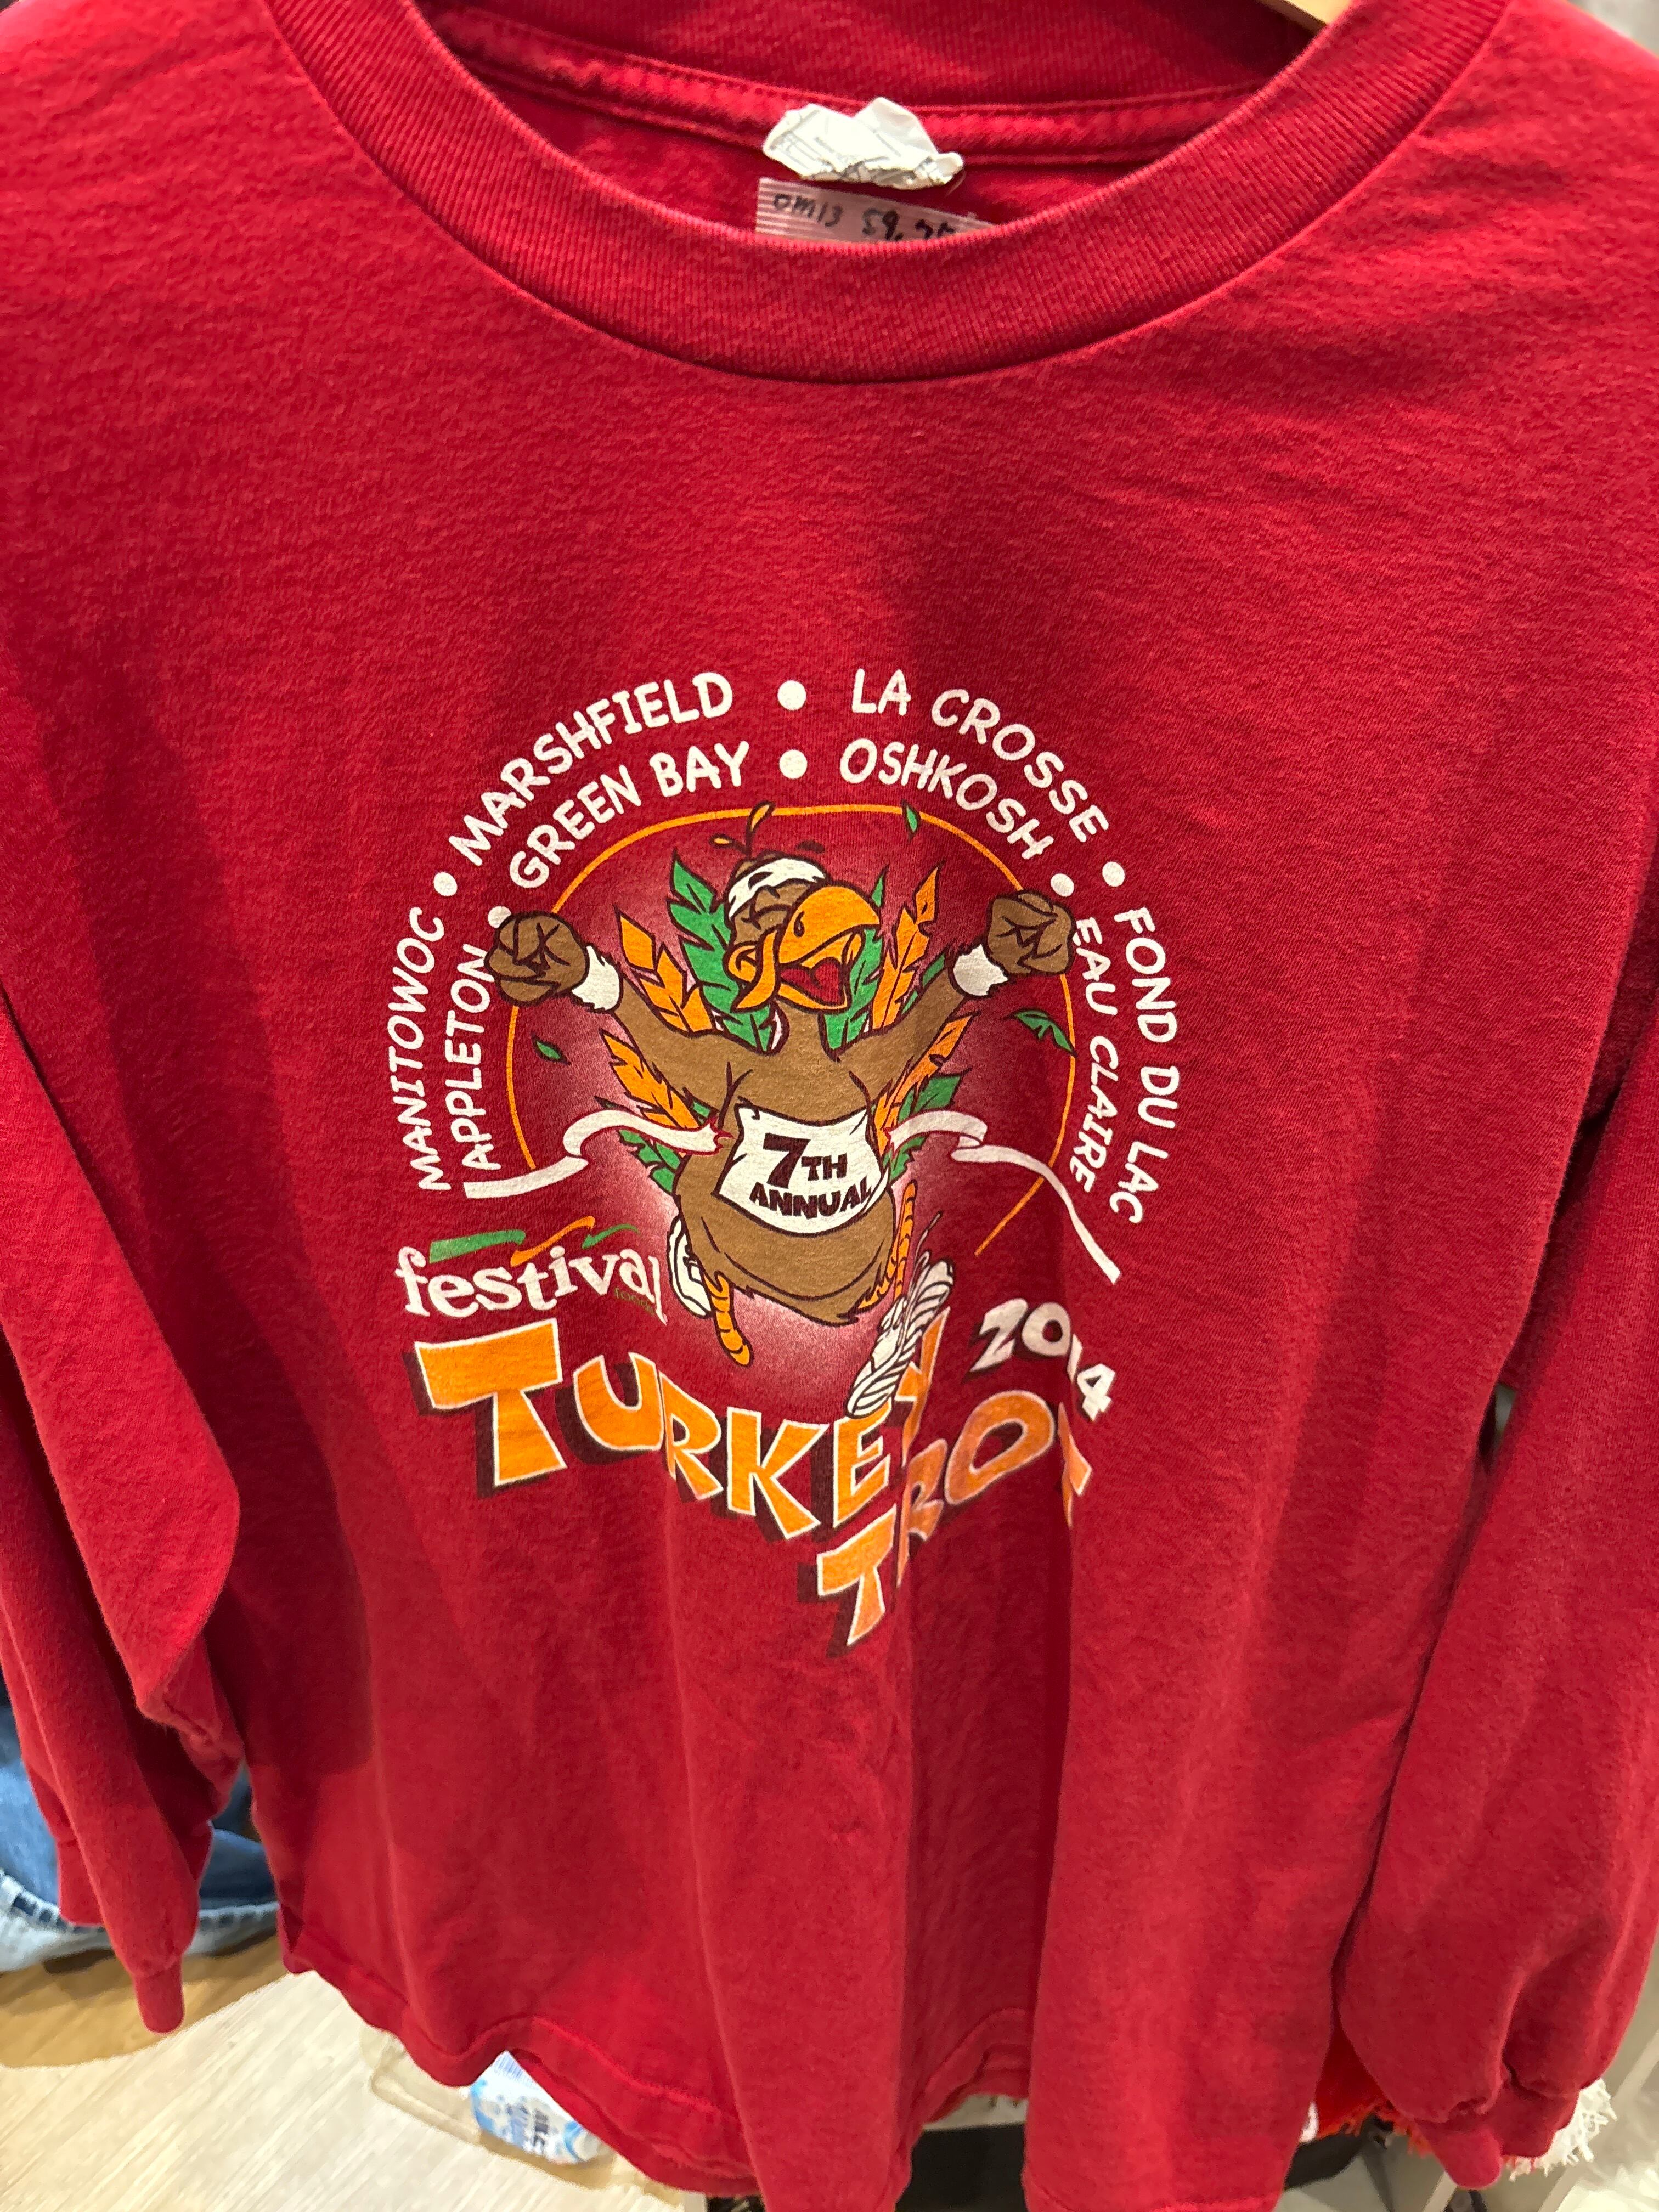 MANITOWOC • MARSHFIELD • LA CROSSE • FOND DU LAC
APPLETON • GREEN BAY • OSHKOSH • EAU CLAIRE
7TH
ANNUAL
festival
foods
2014
TURKEY
TROT